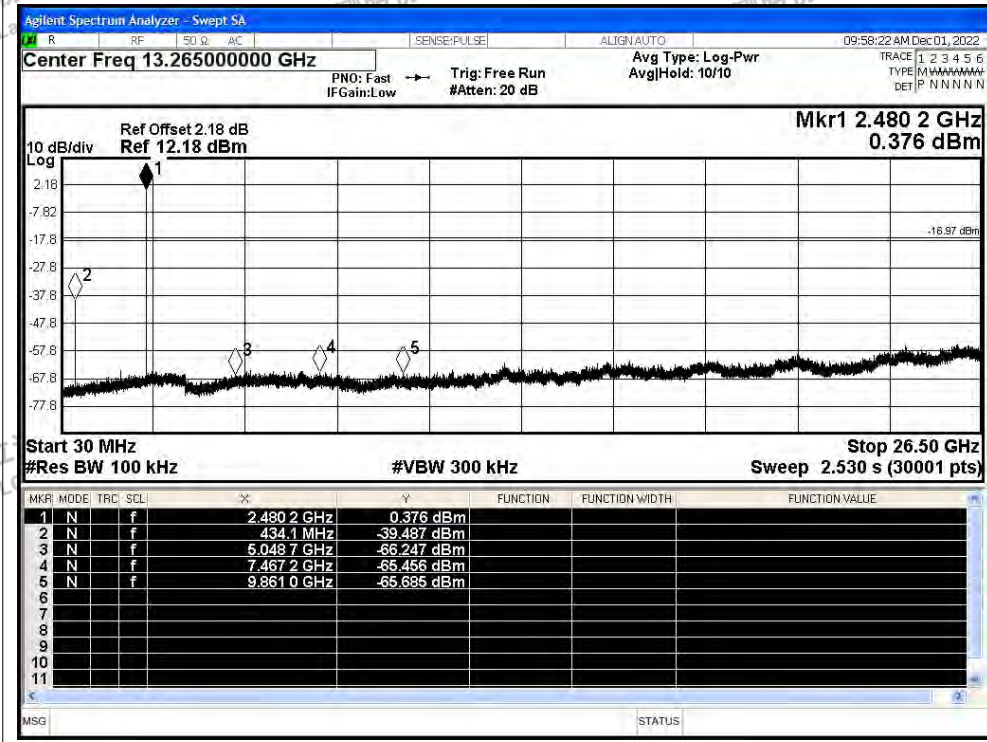 Agilent Spectrum Analyzer - Swept SA
R RF 50 Ω AC SENSE:PULSE ALIGN AUTO 09:58:22 AM Dec 01, 2022
Center Freq 13.265000000 GHz
PNO: Fast Trig: Free Run Avg Type: Log-Pwr TRACE 1 2 3 4 5 6
IFGain:Low #Atten: 20 dB Avg|Hold: 10/10 TYPE M
DET P N N N N N
Ref Offset 2.18 dB Mkr1 2.480 2 GHz
10 dB/div Ref 12.18 dBm 0.376 dBm
Log
1
2.18
-7.82
-17.8 -16.97 dBm
-27.8
2
-37.8
-47.8
-57.8
3 4 5
-67.8
-77.8
Start 30 MHz Stop 26.50 GHz
#Res BW 100 kHz #VBW 300 kHz Sweep 2.530 s (30001 pts)
MKR MODE TRC SCL X Y FUNCTION FUNCTION WIDTH FUNCTION VALUE
1 N f 2.480 2 GHz 0.376 dBm
2 N f 434.1 MHz -39.487 dBm
3 N f 5.048 7 GHz -66.247 dBm
4 N f 7.467 2 GHz -65.456 dBm
5 N f 9.861 0 GHz -65.685 dBm
6
7
8
9
10
11
MSG STATUS